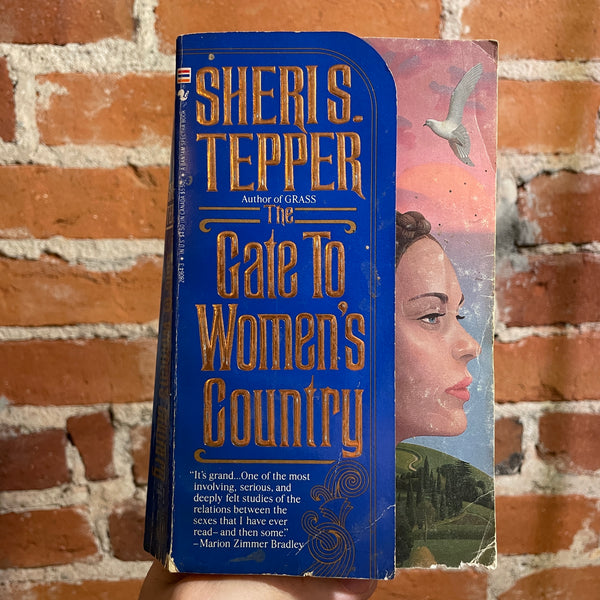 SHERI S.
TEPPER
Author of GRASS
The
Gate To
Women's
Country
"It's grand...One of the most
involving, serious, and
deeply felt studies of the
relations between the
sexes that I have ever
read– and then some."
–Marion Zimmer Bradley